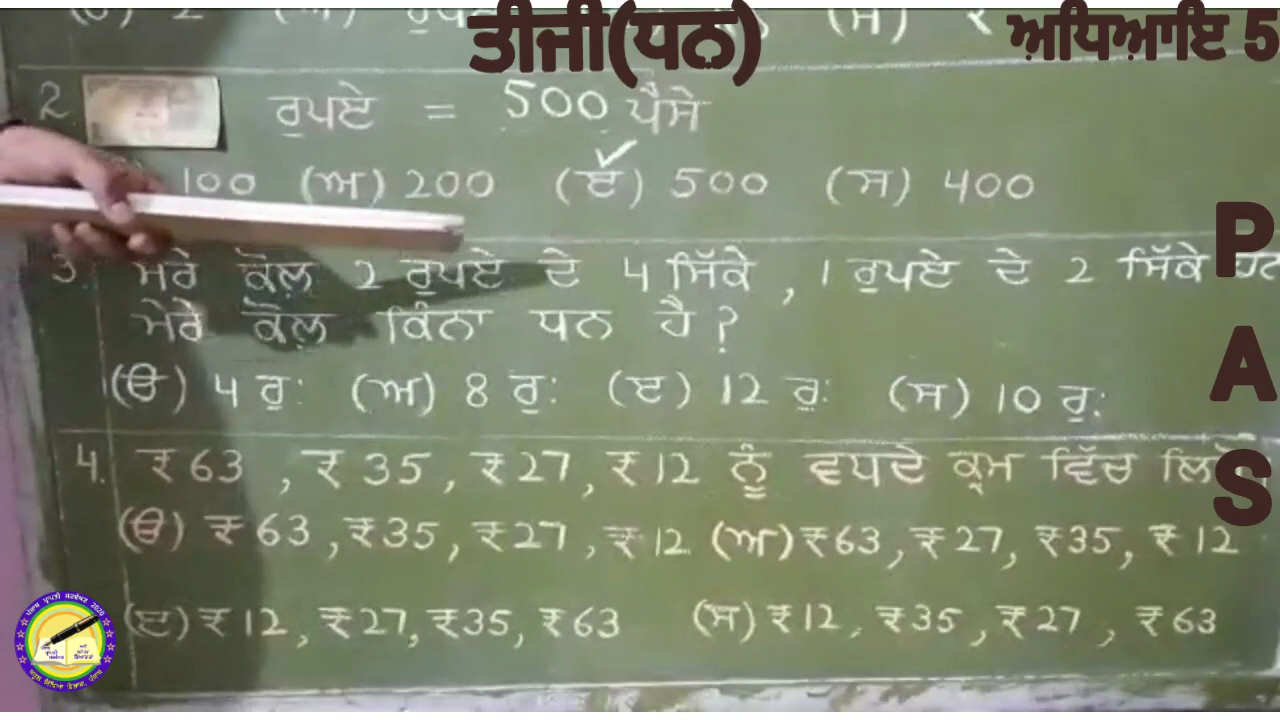 ਤੀਜੀ(ਧਨ)
ਅਧਿਆਇ 5
2 ਰੁਪਏ = 500 ਪੈਸੇ
100 (ਅ) 200 (ੲ) 500 (ਸ) 400
3. ਮੇਰੇ ਕੋਲ 2 ਰੁਪਏ ਦੇ 4 ਸਿੱਕੇ , 1 ਰੁਪਏ ਦੇ 2 ਸਿੱਕੇ ਹਨ
ਮੇਰੇ ਕੋਲ ਕਿੰਨਾ ਧਨ ਹੈ ?
(ੳ) 4 ਰੁ: (ਅ) 8 ਰੁ: (ੲ) 12 ਰੁ: (ਸ) 10 ਰੁ:
4. ₹ 63 , ₹ 35 , ₹ 27 , ₹ 12 ਨੂੰ ਵਧਦੇ ਕ੍ਰਮ ਵਿੱਚ
(ੳ) ₹ 63 , ₹35 , ₹ 27 , ₹ 12 (ਅ) ₹63 , ₹ 27 , ₹ 35 , ₹ 12
(ੲ) ₹ 12 , ₹27 , ₹35 , ₹ 63 (ਸ) ₹ 12 , ₹ 35 , ₹ 27 , ₹ 63
P
A
S